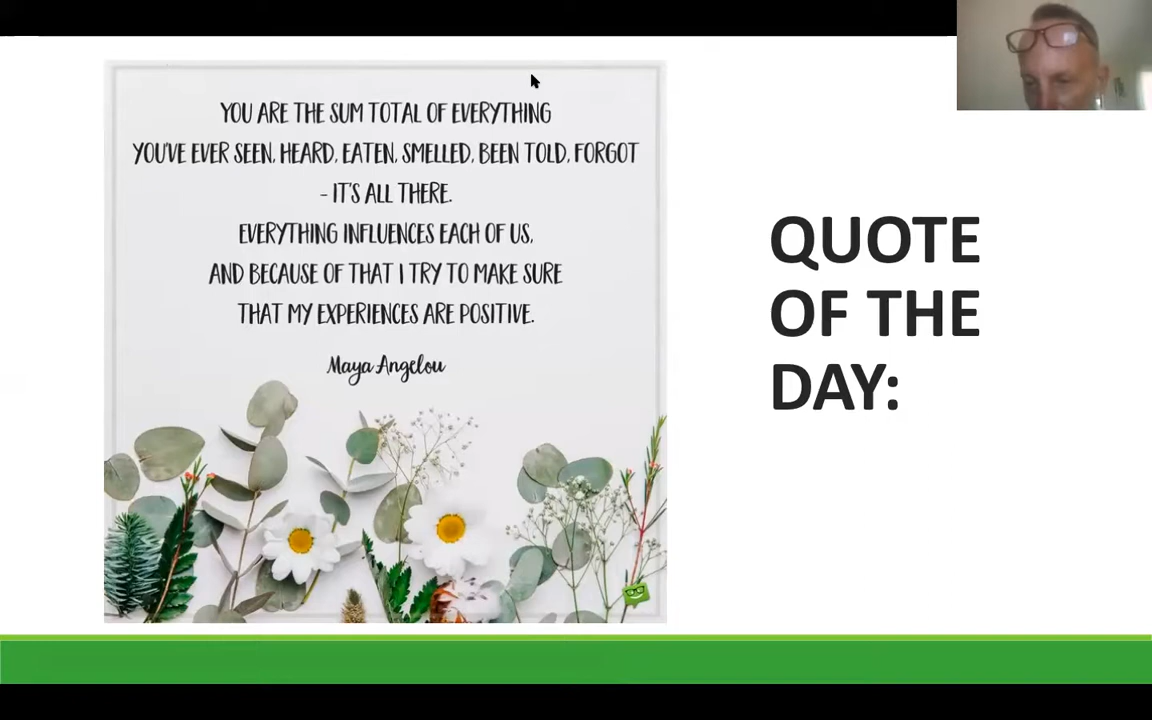 YOU ARE THE SUM TOTAL OF EVERYTHING
YOU'VE EVER SEEN, HEARD, EATEN, SMELLED, BEEN TOLD, FORGOT
- IT'S ALL THERE.
EVERYTHING INFLUENCES EACH OF US,
AND BECAUSE OF THAT I TRY TO MAKE SURE
THAT MY EXPERIENCES ARE POSITIVE.
Maya Angelou
QUOTE
OF THE
DAY: